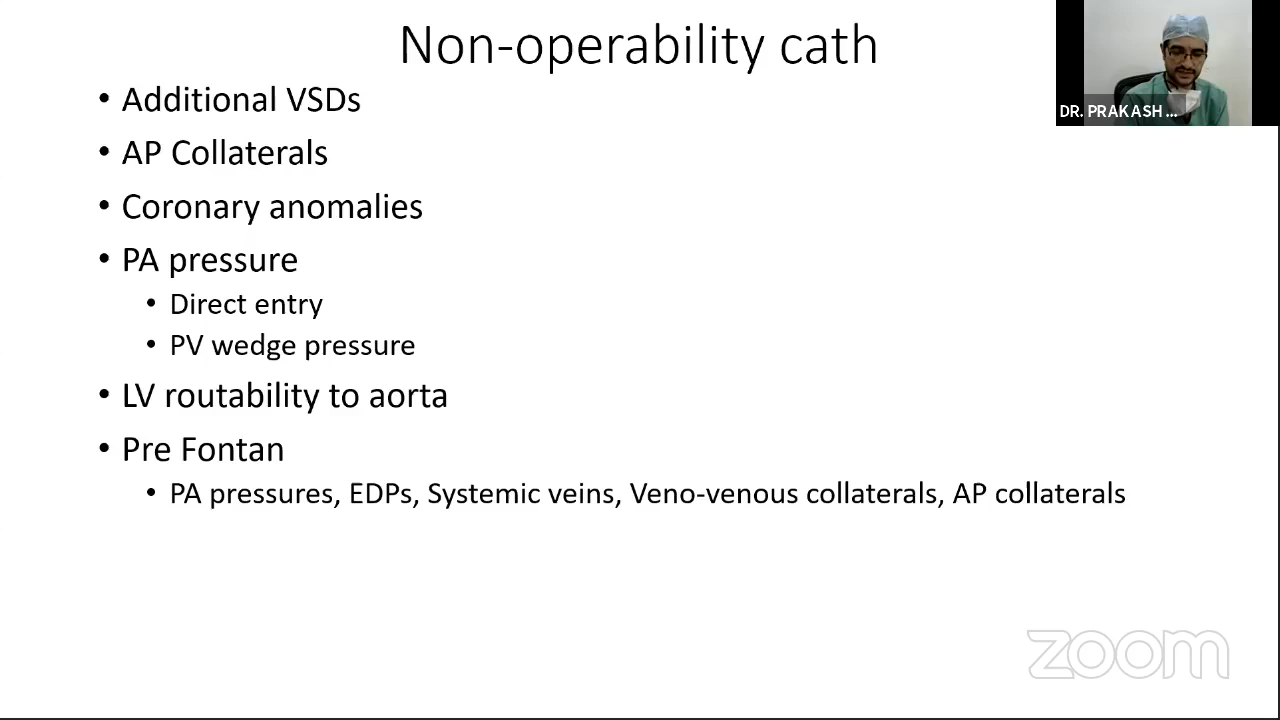 Non-operability cath
• Additional VSDs
• AP Collaterals
• Coronary anomalies
• PA pressure
• Direct entry
• PV wedge pressure
• LV routability to aorta
• Pre Fontan
• PA pressures, EDPs, Systemic veins, Veno-venous collaterals, AP collaterals
DR. PRAKASH ...
zoom